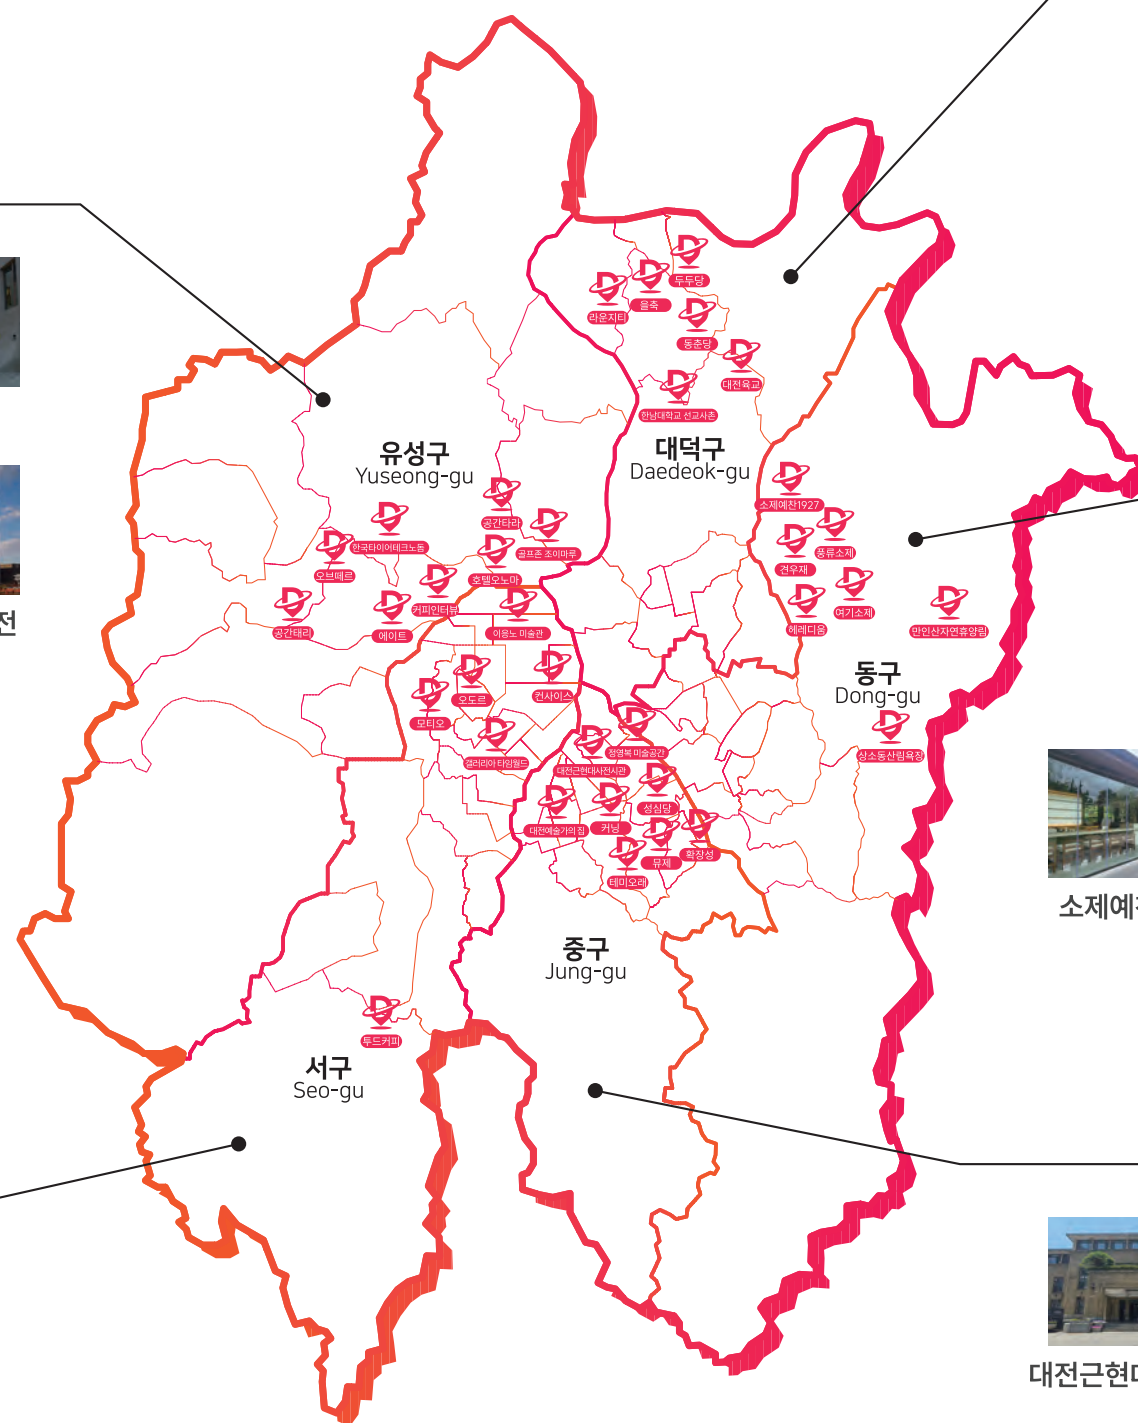 두두당
을축
라운지티
동춘당
대전육교
한남대학교 선교사촌
유성구
Yuseong-gu
대덕구
Daedeok-gu
소제예찬1927
공간타라
풍류소제
한국타이어테크노돔
골프존 조이마루
견우재
오브떼르
호텔오노마
여기소제
커피인터뷰
공간태리
에이트
이응노 미술관
헤레디움
만인산자연휴양림
전
동구
Dong-gu
오도르
컨사이스
모티오
갤러리아 타임월드
정영복 미술공간
대전근현대사전시관
상소동산림욕장
성심당
대전예술가의 집
커닝
뮤제
확장성
테미오래
소제예찬
중구
Jung-gu
투드커피
서구
Seo-gu
대전근현대